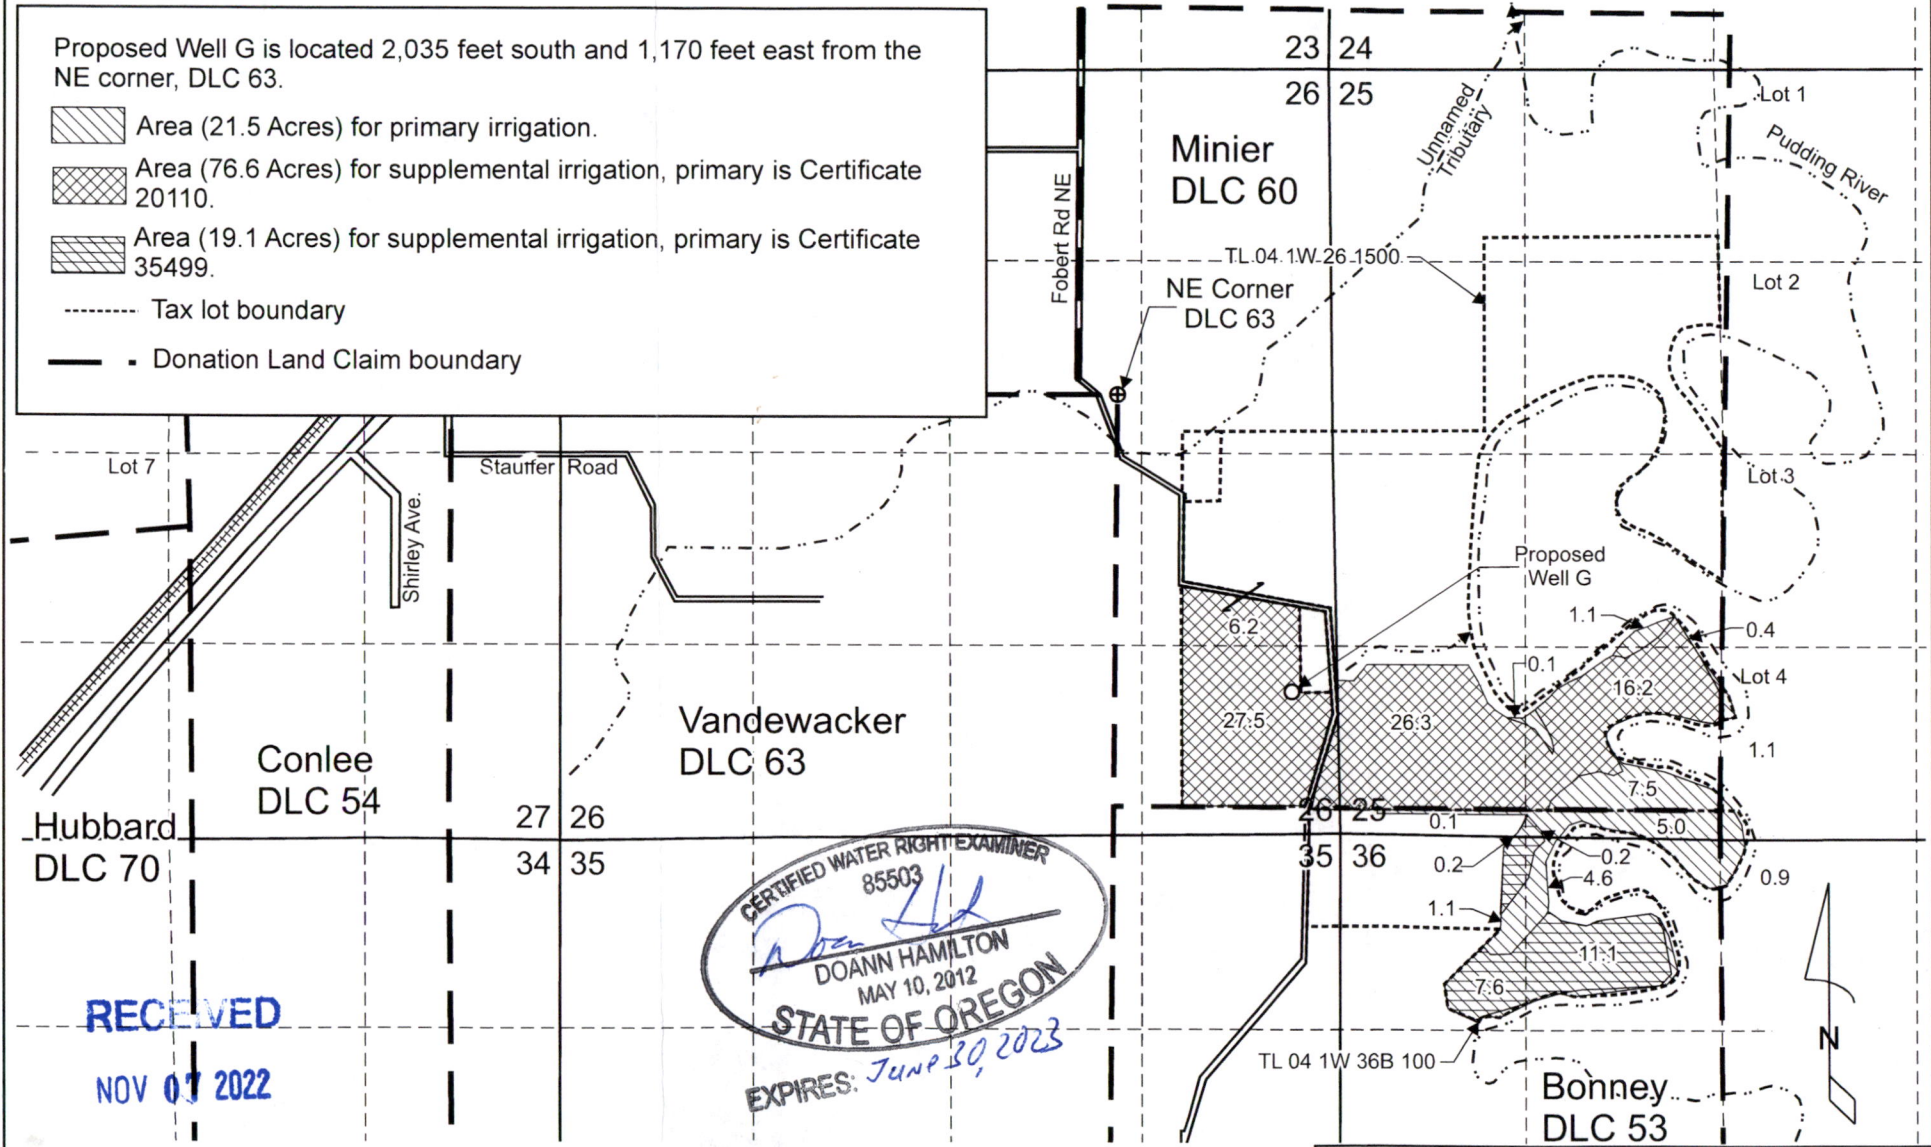 Proposed Well G is located 2,035 feet south and 1,170 feet east from the
NE corner, DLC 63.
Area (21.5 Acres) for primary irrigation.
Area (76.6 Acres) for supplemental irrigation, primary is Certificate
20110.
Area (19.1 Acres) for supplemental irrigation, primary is Certificate
35499.
Tax lot boundary
Donation Land Claim boundary
23 24
26 25
Lot 1
Unnamed
Tributary
Pudding River
Minier
DLC 60
Fobert Rd NE
TL 04 1W 26 1500
Lot 2
NE Corner
DLC 63
Lot 7
Stauffer Road
Shirley Ave.
Lot 3
Proposed
Well G
1.1
0.4
6.2
0.1
Lot 4
16.2
27.5
26.3
1.1
Vandewacker
DLC 63
Conlee
DLC 54
7.5
Hubbard
DLC 70
27 26
34 35
26 25
35 36
0.1
5.0
0.2
0.2
4.6
0.9
1.1
11.1
7.6
CERTIFIED WATER RIGHT EXAMINER
85503
DOANN HAMILTON
MAY 10, 2012
STATE OF OREGON
EXPIRES: June 30, 2023
RECEIVED
NOV 07 2022
TL 04 1W 36B 100
N
Bonney
DLC 53